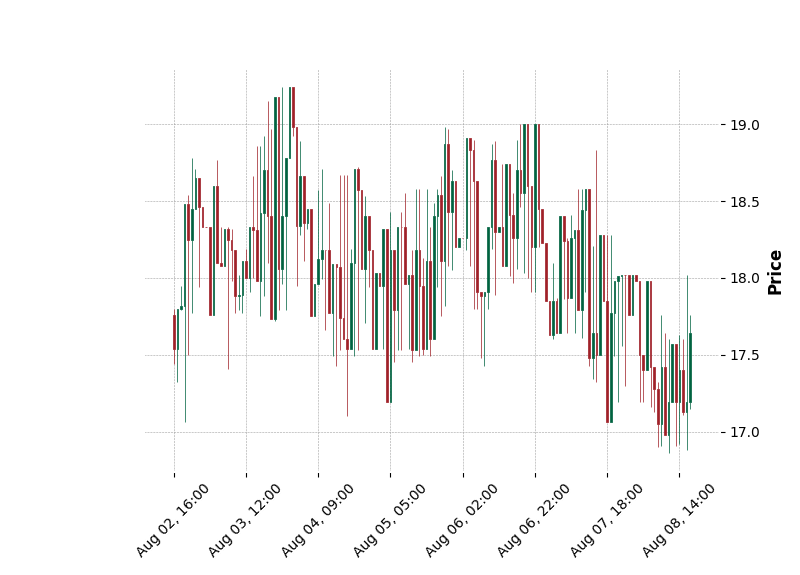 19.0
18.5
18.0
17.5
17.0
Price
Aug 02, 16:00
Aug 03, 12:00
Aug 04, 09:00
Aug 05, 05:00
Aug 06, 02:00
Aug 06, 22:00
Aug 07, 18:00
Aug 08, 14:00